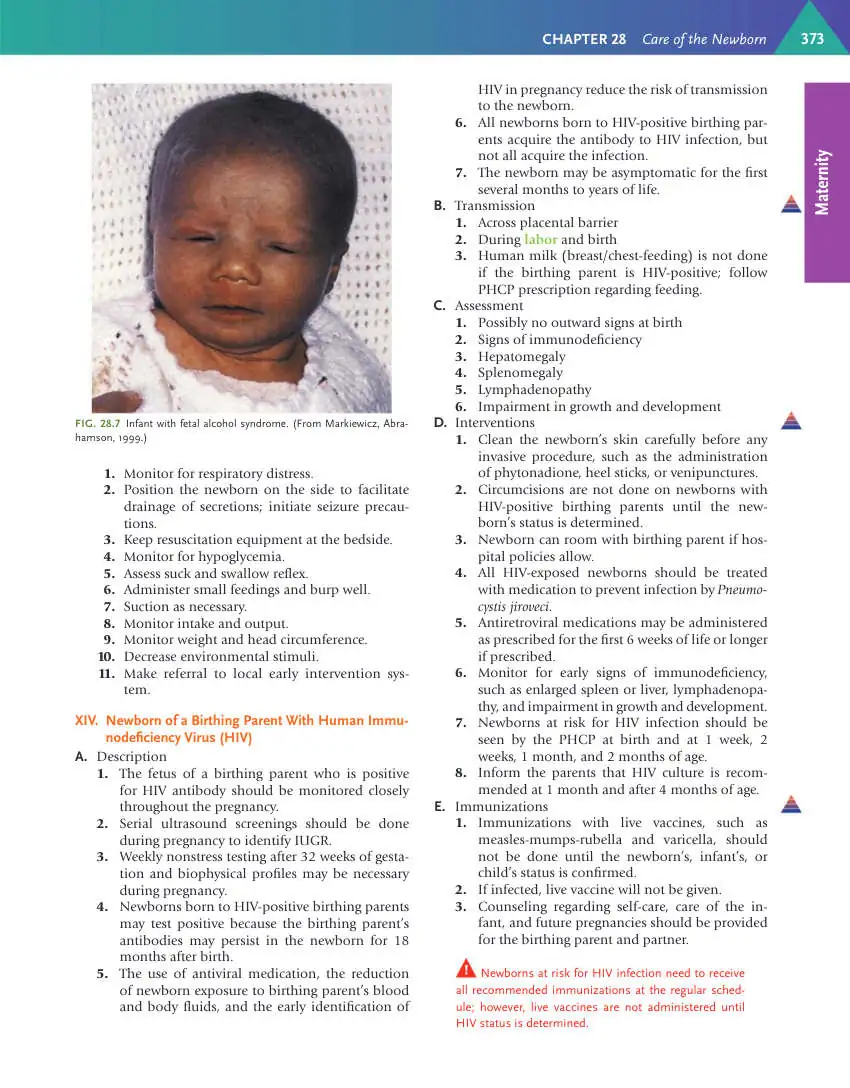 CHAPTER 28 Care of the Newborn 373
Maternity
FIG. 28.7 Infant with fetal alcohol syndrome. (From Markiewicz, Abra-
hamson, 1999.)
1. Monitor for respiratory distress.
2. Position the newborn on the side to facilitate
drainage of secretions; initiate seizure precau-
tions.
3. Keep resuscitation equipment at the bedside.
4. Monitor for hypoglycemia.
5. Assess suck and swallow reflex.
6. Administer small feedings and burp well.
7. Suction as necessary.
8. Monitor intake and output.
9. Monitor weight and head circumference.
10. Decrease environmental stimuli.
11. Make referral to local early intervention sys-
tem.
XIV. Newborn of a Birthing Parent With Human Immu-
nodeficiency Virus (HIV)
A. Description
1. The fetus of a birthing parent who is positive
for HIV antibody should be monitored closely
throughout the pregnancy.
2. Serial ultrasound screenings should be done
during pregnancy to identify IUGR.
3. Weekly nonstress testing after 32 weeks of gesta-
tion and biophysical profiles may be necessary
during pregnancy.
4. Newborns born to HIV-positive birthing parents
may test positive because the birthing parent's
antibodies may persist in the newborn for 18
months after birth.
5. The use of antiviral medication, the reduction
of newborn exposure to birthing parent's blood
and body fluids, and the early identification of
HIV in pregnancy reduce the risk of transmission
to the newborn.
6. All newborns born to HIV-positive birthing par-
ents acquire the antibody to HIV infection, but
not all acquire the infection.
7. The newborn may be asymptomatic for the first
several months to years of life.
B. Transmission
1. Across placental barrier
2. During labor and birth
3. Human milk (breast/chest-feeding) is not done
if the birthing parent is HIV-positive; follow
PHCP prescription regarding feeding.
C. Assessment
1. Possibly no outward signs at birth
2. Signs of immunodeficiency
3. Hepatomegaly
4. Splenomegaly
5. Lymphadenopathy
6. Impairment in growth and development
D. Interventions
1. Clean the newborn's skin carefully before any
invasive procedure, such as the administration
of phytonadione, heel sticks, or venipunctures.
2. Circumcisions are not done on newborns with
HIV-positive birthing parents until the new-
born's status is determined.
3. Newborn can room with birthing parent if hos-
pital policies allow.
4. All HIV-exposed newborns should be treated
with medication to prevent infection by Pneumo-
cystis jiroveci.
5. Antiretroviral medications may be administered
as prescribed for the first 6 weeks of life or longer
if prescribed.
6. Monitor for early signs of immunodeficiency,
such as enlarged spleen or liver, lymphadenopa-
thy, and impairment in growth and development.
7. Newborns at risk for HIV infection should be
seen by the PHCP at birth and at 1 week, 2
weeks, 1 month, and 2 months of age.
8. Inform the parents that HIV culture is recom-
mended at 1 month and after 4 months of age.
E. Immunizations
1. Immunizations with live vaccines, such as
measles-mumps-rubella and varicella, should
not be done until the newborn's, infant's, or
child's status is confirmed.
2. If infected, live vaccine will not be given.
3. Counseling regarding self-care, care of the in-
fant, and future pregnancies should be provided
for the birthing parent and partner.
Newborns at risk for HIV infection need to receive
all recommended immunizations at the regular sched-
ule; however, live vaccines are not administered until
HIV status is determined.